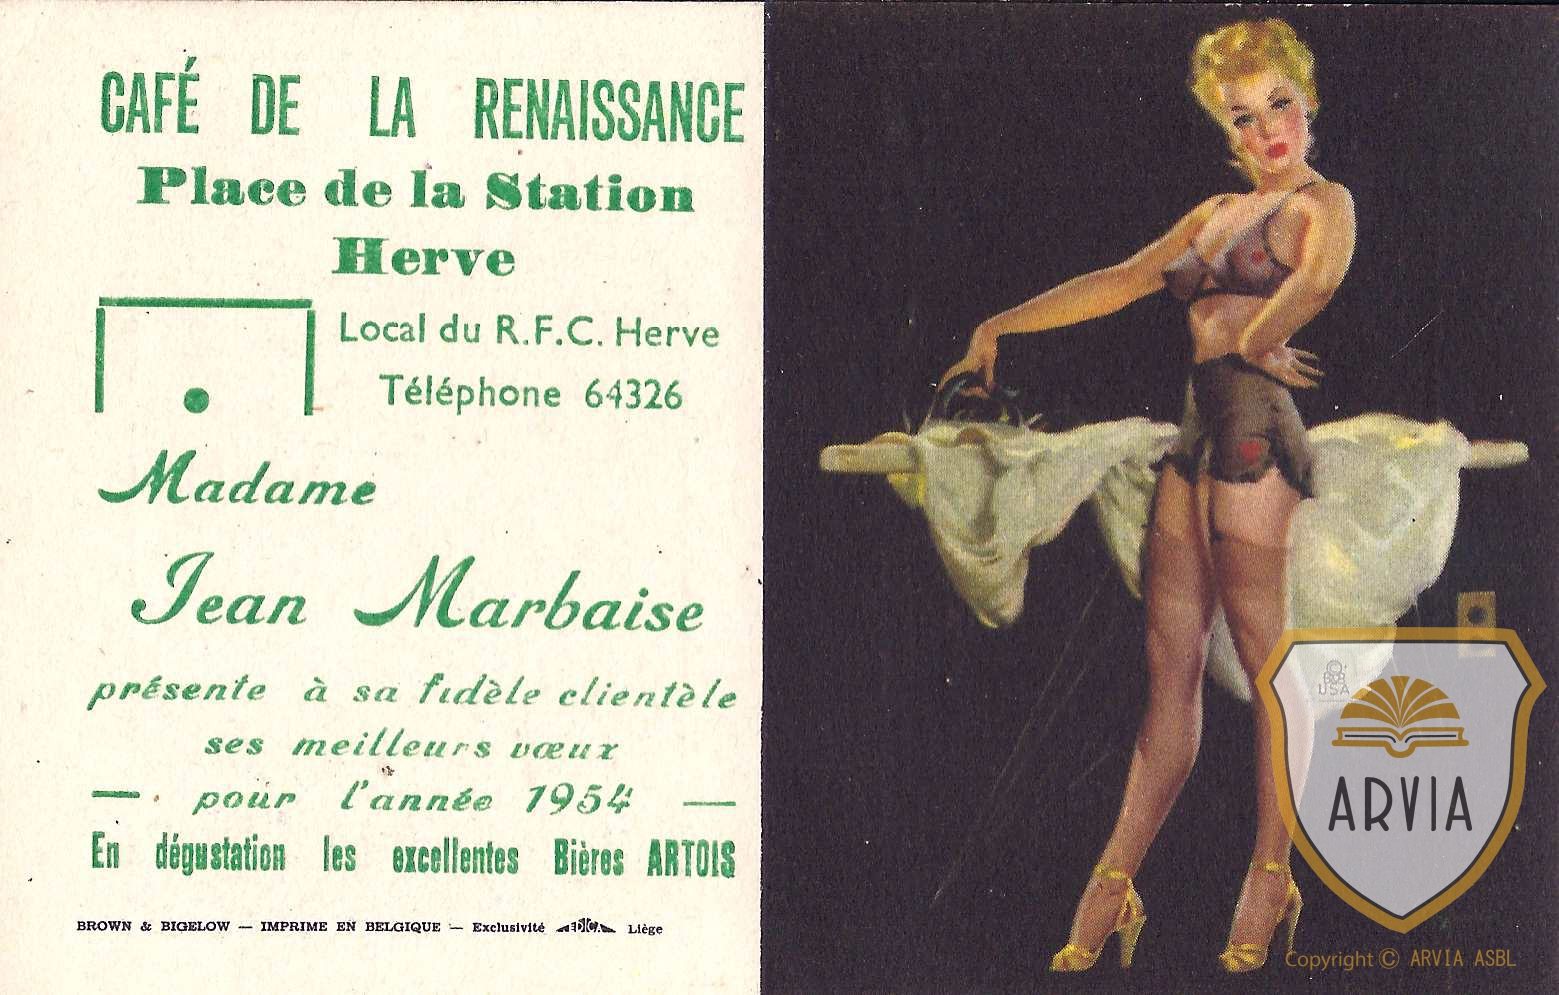 CAFÉ DE LA RENAISSANCE
Place de la Station
Herve
Local du R.F.C. Herve
Téléphone 64326
Madame
Jean Marbaise
présente à sa fidèle clientèle
ses meilleurs vœux
— pour l'année 1954 —
En dégustation les excellentes Bières ARTOIS
BROWN & BIGELOW — IMPRIME EN BELGIQUE — Exclusivité Liège
USA
ARVIA
Copyright © ARVIA ASBL